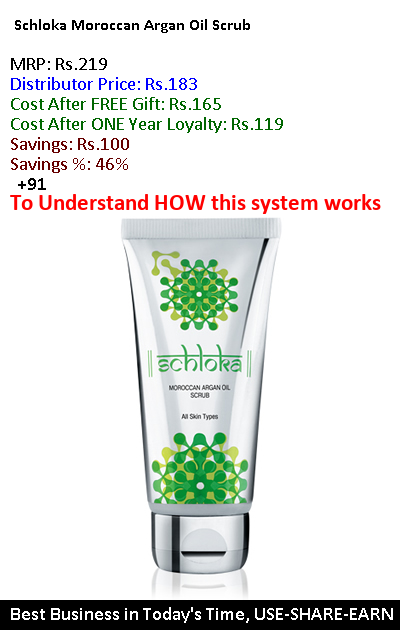 Schloka Moroccan Argan Oil Scrub
MRP: Rs.219
Distributor Price: Rs.183
Cost After FREE Gift: Rs.165
Cost After ONE Year Loyalty: Rs.119
Savings: Rs.100
Savings %: 46%
+91
To Understand HOW this system works
schloka
MOROCCAN ARGAN OIL
SCRUB
All Skin Types
Best Business in Today's Time, USE-SHARE-EARN